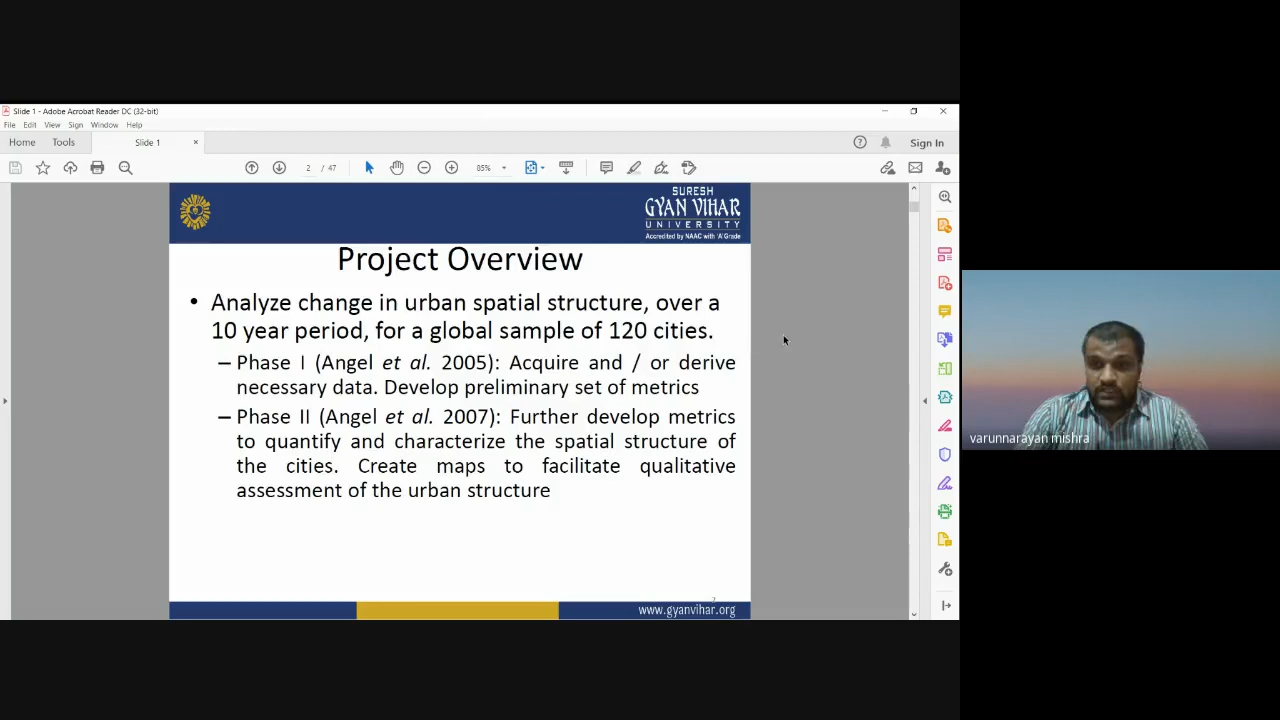 Slide 1 - Adobe Acrobat Reader DC (32-bit)
File Edit View Sign Window Help
Home Tools Slide 1 Sign In
2 / 47 85%
SURESH
GYAN VIHAR
UNIVERSITY
Accredited by NAAC with 'A' Grade
Project Overview
• Analyze change in urban spatial structure, over a
10 year period, for a global sample of 120 cities.
– Phase I (Angel et al. 2005): Acquire and / or derive
necessary data. Develop preliminary set of metrics
– Phase II (Angel et al. 2007): Further develop metrics
to quantify and characterize the spatial structure of
the cities. Create maps to facilitate qualitative
assessment of the urban structure
www.gyanvihar.org
varunnarayan mishra